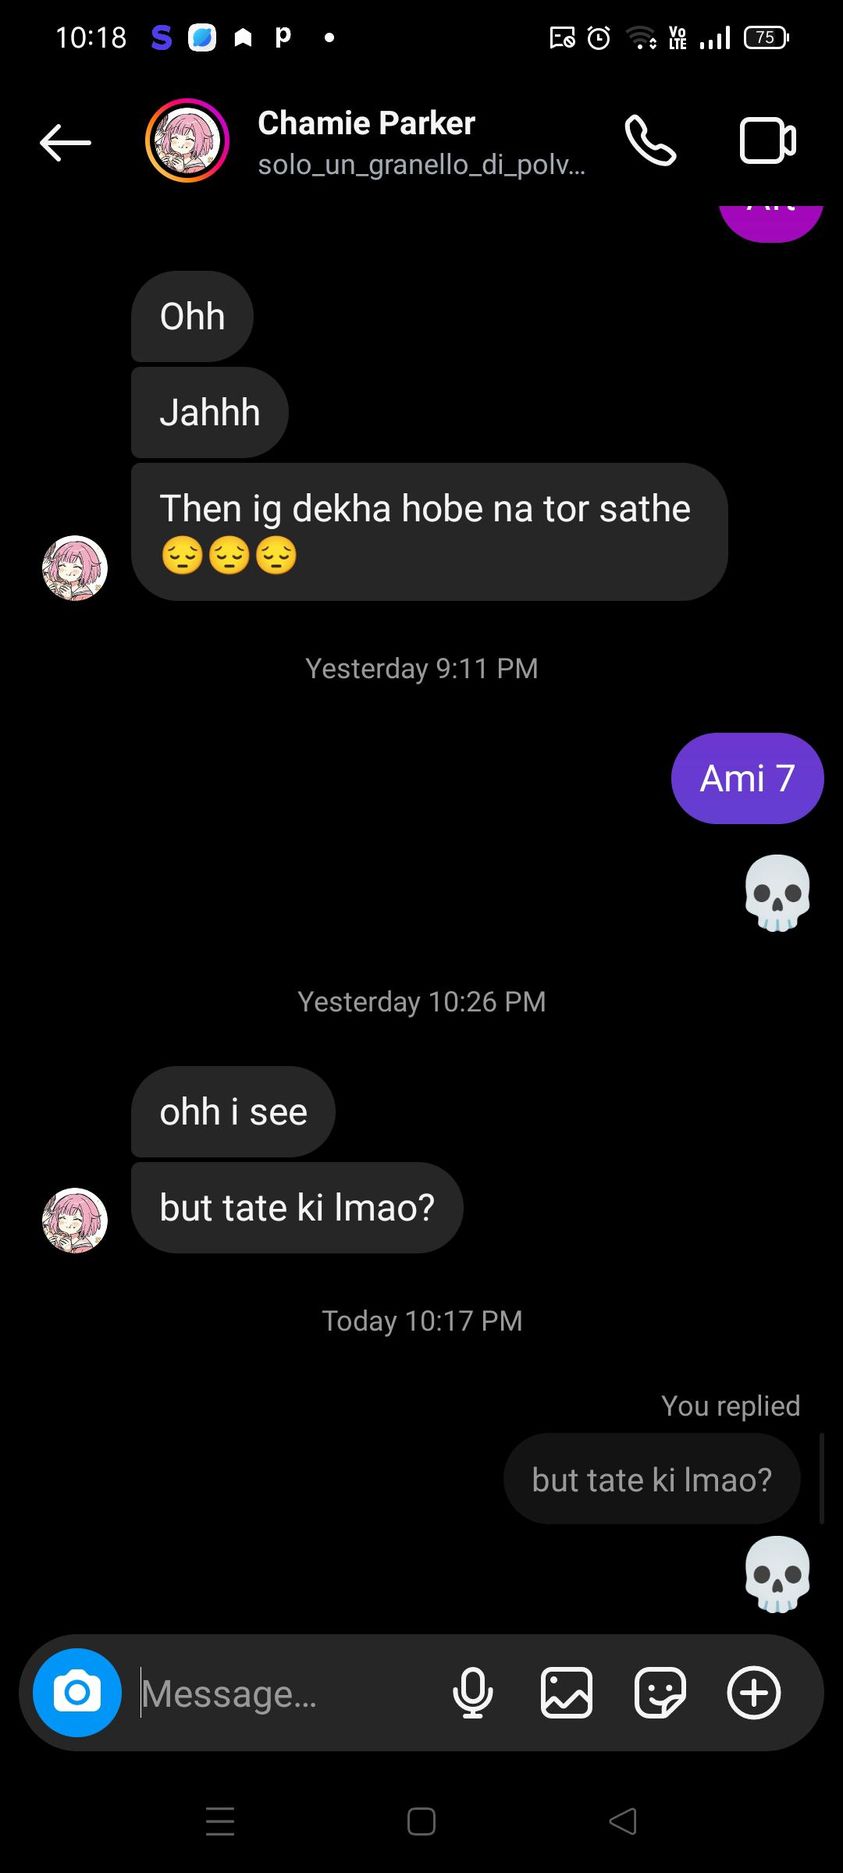 10:18
75
Chamie Parker
solo_un_granello_di_polv...
Ohh
Jahhh
Then ig dekha hobe na tor sathe
😔😔😔
Yesterday 9:11 PM
Ami 7
💀
Yesterday 10:26 PM
ohh i see
but tate ki lmao?
Today 10:17 PM
You replied
but tate ki lmao?
💀
Message...